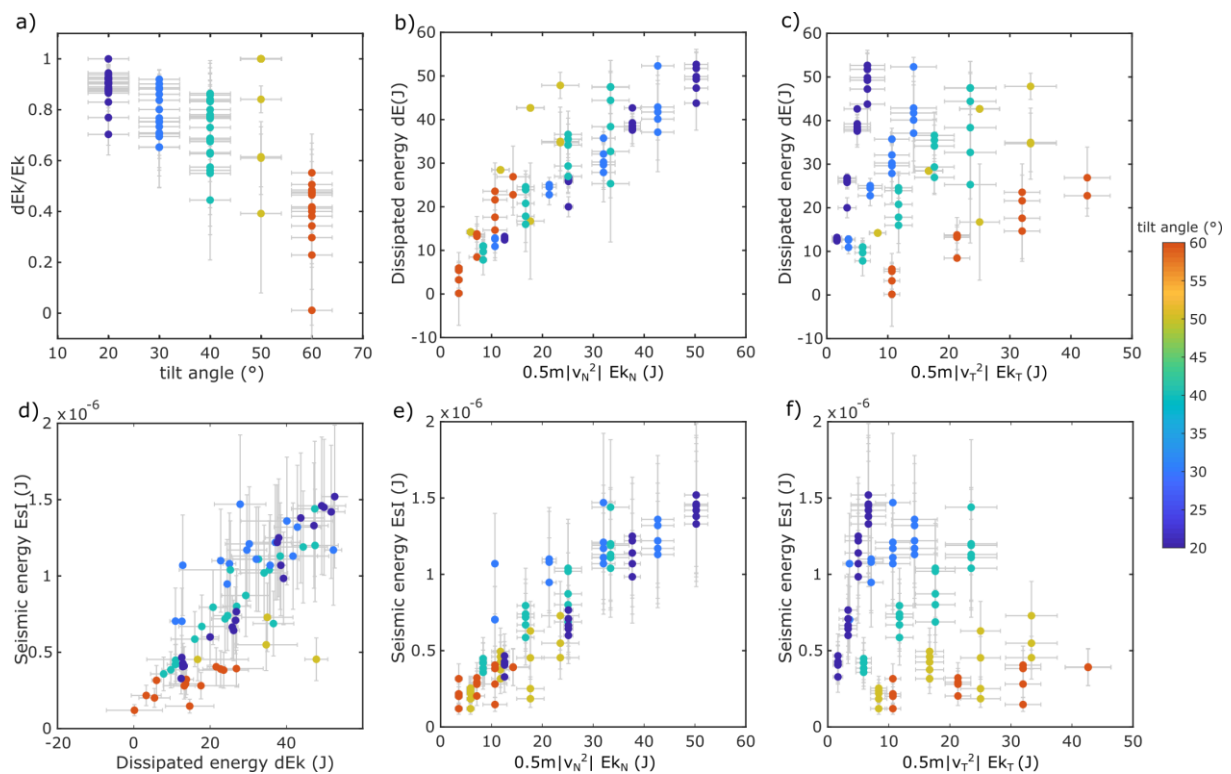 a)
dEk/Ek
1
0.8
0.6
0.4
0.2
0
10 20 30 40 50 60 70
tilt angle (°)
b)
Dissipated energy dE(J)
60
50
40
30
20
10
0
-10
0 10 20 30 40 50 60
0.5m|v_N^2| Ek_N (J)
c)
Dissipated energy dE(J)
60
50
40
30
20
10
0
-10
0 10 20 30 40 50
0.5m|v_T^2| Ek_T (J)
tilt angle (°)
60
55
50
45
40
35
30
25
20
d)
×10^-6
Seismic energy EsI (J)
2
1.5
1
0.5
0
-20 0 20 40 60
Dissipated energy dEk (J)
e)
×10^-6
Seismic energy EsI (J)
2
1.5
1
0.5
0
0 10 20 30 40 50 60
0.5m|v_N^2| Ek_N (J)
f)
×10^-6
Seismic energy EsI (J)
2
1.5
1
0.5
0
0 10 20 30 40 50
0.5m|v_T^2| Ek_T (J)